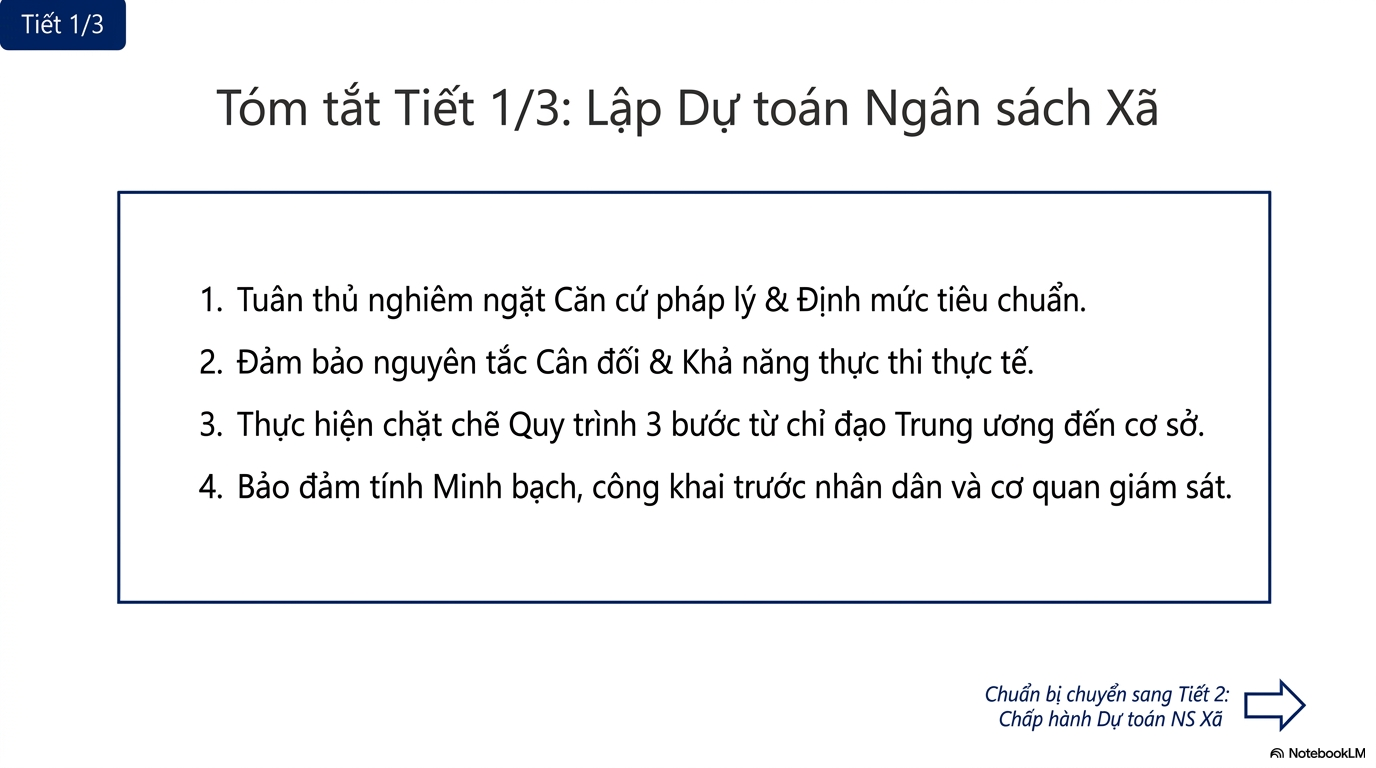 Tiết 1/3
Tóm tắt Tiết 1/3: Lập Dự toán Ngân sách Xã
1. Tuân thủ nghiêm ngặt Căn cứ pháp lý & Định mức tiêu chuẩn.
2. Đảm bảo nguyên tắc Cân đối & Khả năng thực thi thực tế.
3. Thực hiện chặt chẽ Quy trình 3 bước từ chỉ đạo Trung ương đến cơ sở.
4. Bảo đảm tính Minh bạch, công khai trước nhân dân và cơ quan giám sát.
Chuẩn bị chuyển sang Tiết 2:
Chấp hành Dự toán NS Xã
NotebookLM